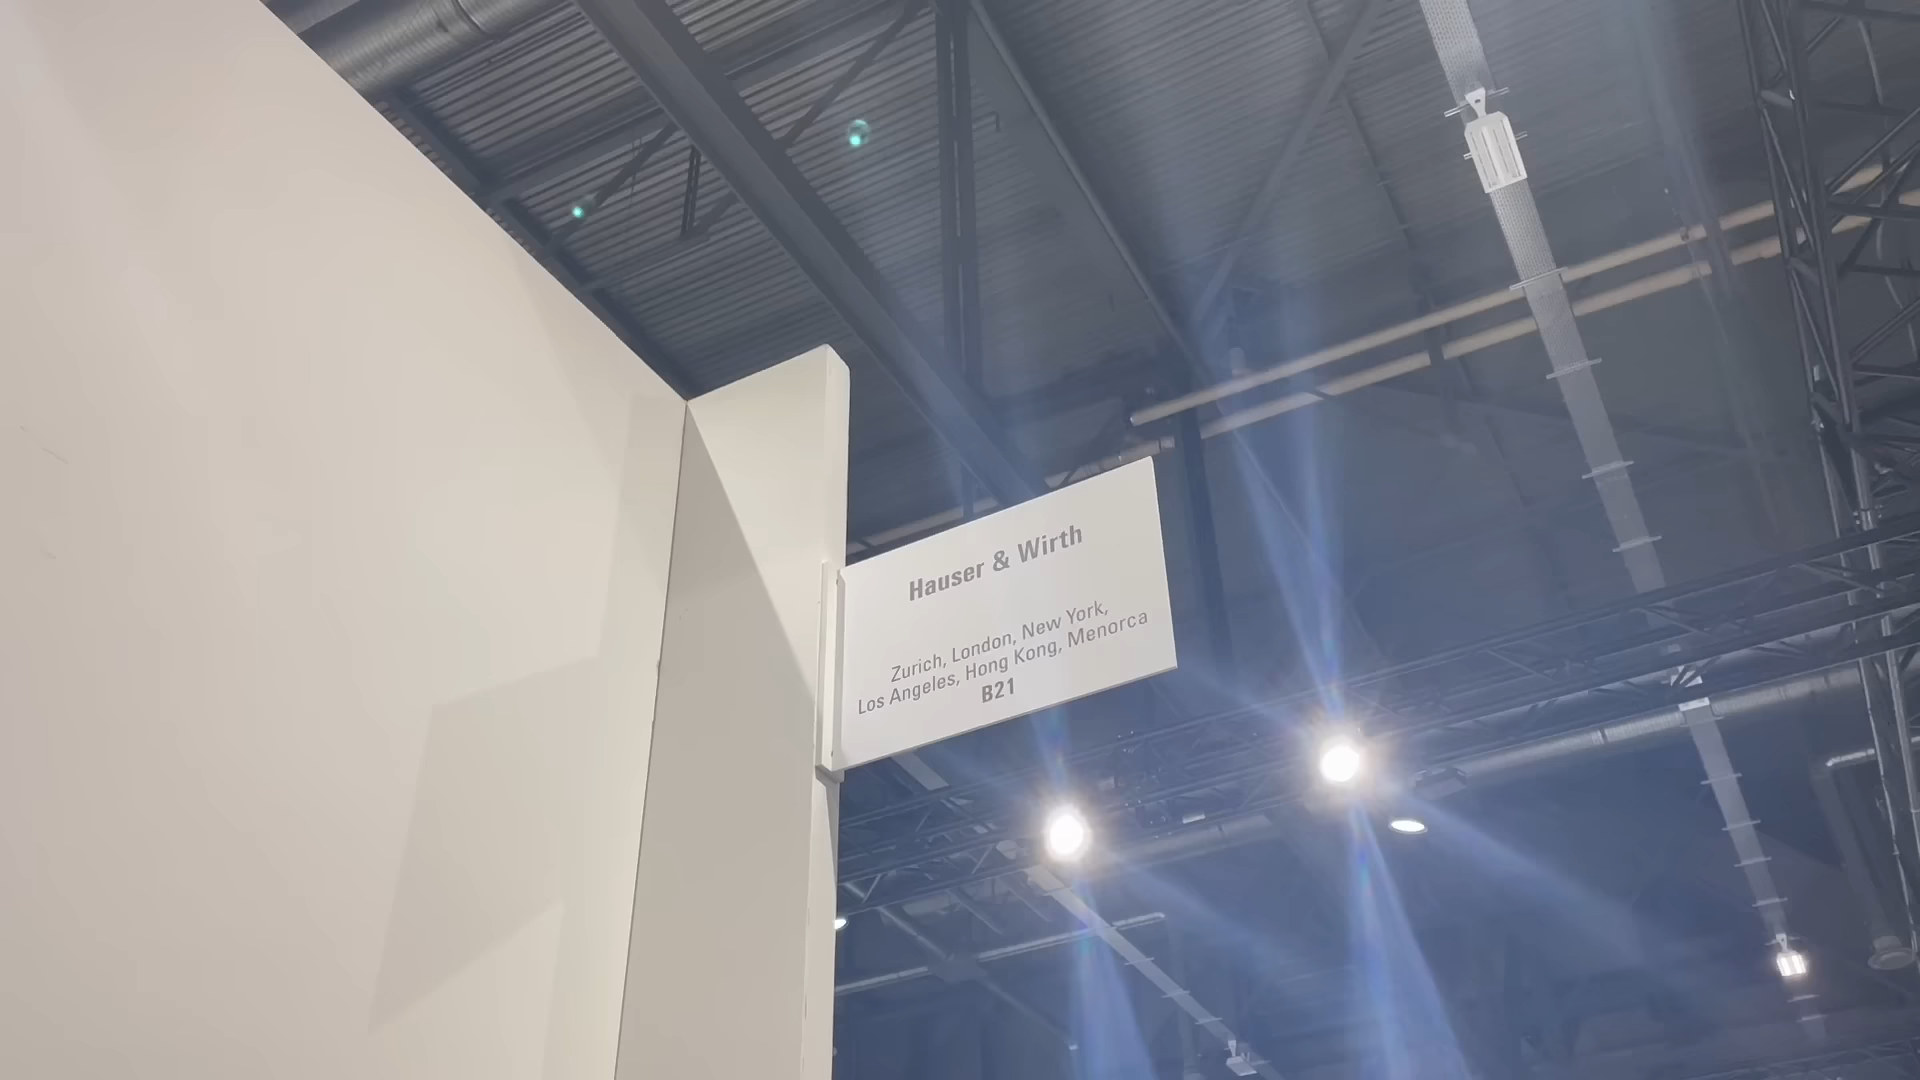 Hauser & Wirth
Zurich, London, New York,
Los Angeles, Hong Kong, Menorca
B21